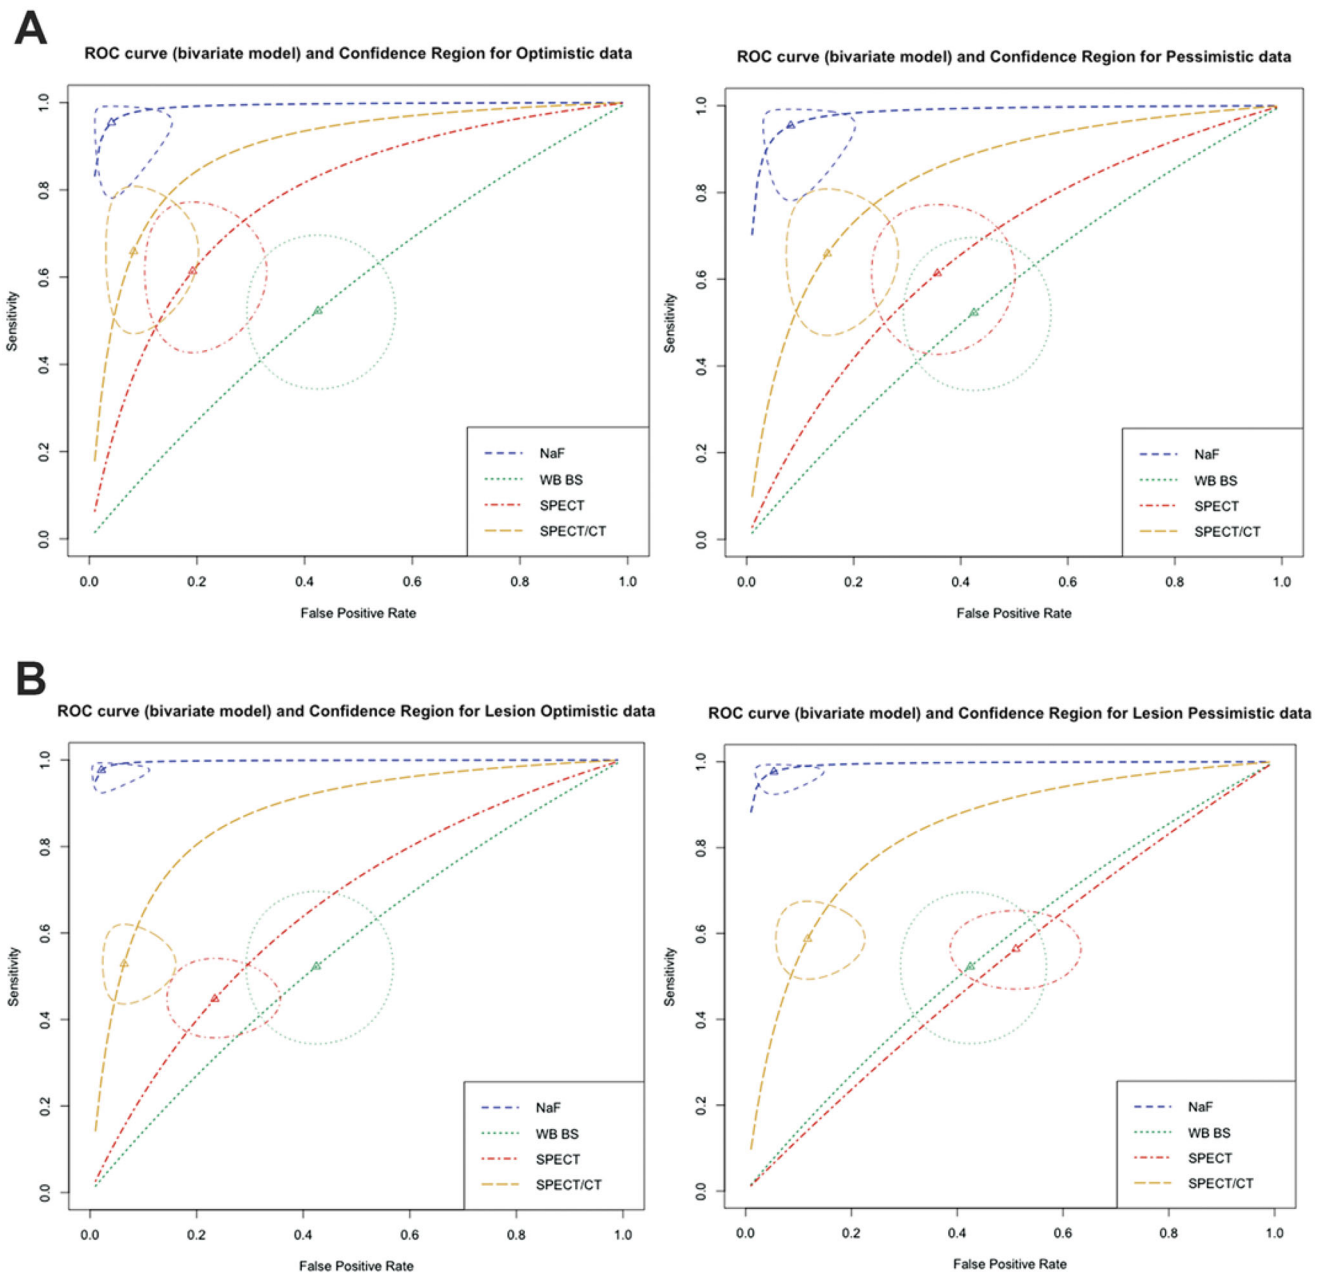 A
ROC curve (bivariate model) and Confidence Region for Optimistic data
Sensitivity
1.0
0.8
0.6
0.4
0.2
0.0
NaF
WB BS
SPECT
SPECT/CT
0.0 0.2 0.4 0.6 0.8 1.0
False Positive Rate
ROC curve (bivariate model) and Confidence Region for Pessimistic data
Sensitivity
1.0
0.8
0.6
0.4
0.2
0.0
NaF
WB BS
SPECT
SPECT/CT
0.0 0.2 0.4 0.6 0.8 1.0
False Positive Rate
B
ROC curve (bivariate model) and Confidence Region for Lesion Optimistic data
Sensitivity
1.0
0.8
0.6
0.4
0.2
0.0
NaF
WB BS
SPECT
SPECT/CT
0.0 0.2 0.4 0.6 0.8 1.0
False Positive Rate
ROC curve (bivariate model) and Confidence Region for Lesion Pessimistic data
Sensitivity
1.0
0.8
0.6
0.4
0.2
0.0
NaF
WB BS
SPECT
SPECT/CT
0.0 0.2 0.4 0.6 0.8 1.0
False Positive Rate